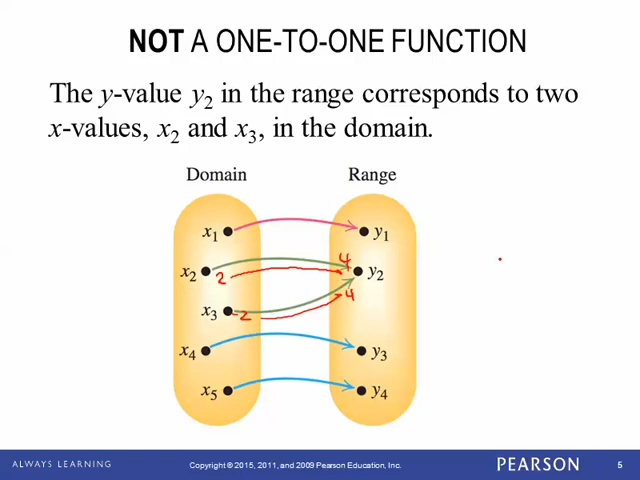 NOT A ONE-TO-ONE FUNCTION
The y-value y₂ in the range corresponds to two
x-values, x₂ and x₃, in the domain.
Domain Range
x₁ y₁
4
x₂ 2 y₂
4
x₃ -2
x₄ y₃
x₅ y₄
ALWAYS LEARNING Copyright © 2015, 2011, and 2009 Pearson Education, Inc. PEARSON 5